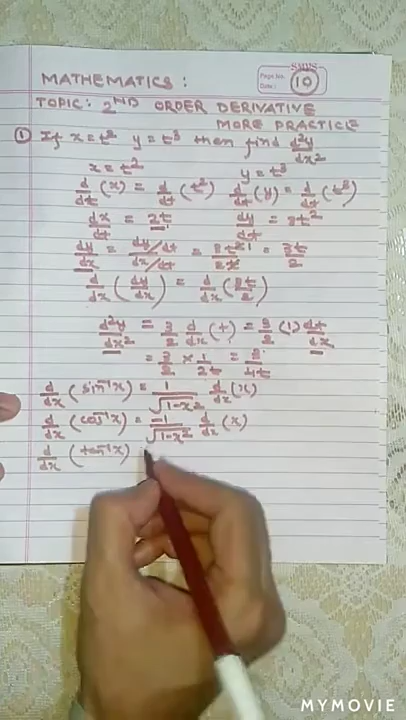 MATHEMATICS:
Page No. 10
Date:
TOPIC: 2ND ORDER DERIVATIVE
MORE PRACTICE
① If x = t² y = t³ then find d²y/dx²
x = t² y = t³
d/dt (x) = d/dt (t²) d/dt (y) = d/dt (t³)
dx/dt = 2t dy/dt = 3t²
dy/dx = dy/dt / dx/dt = 3t²⁻¹/2t = 3t/2
d/dx (dy/dx) = d/dx (3t/2)
d²y/dx² = 3/2 d/dx (t) = 3/2 (1) dt/dx
= 3/2 × 1/2t = 3/4t
d/dx (sin⁻¹x) = 1/√1-x² d/dx (x)
d/dx (cos⁻¹x) = -1/√1-x² d/dx (x)
d/dx (tan⁻¹x)
MYMOVIE